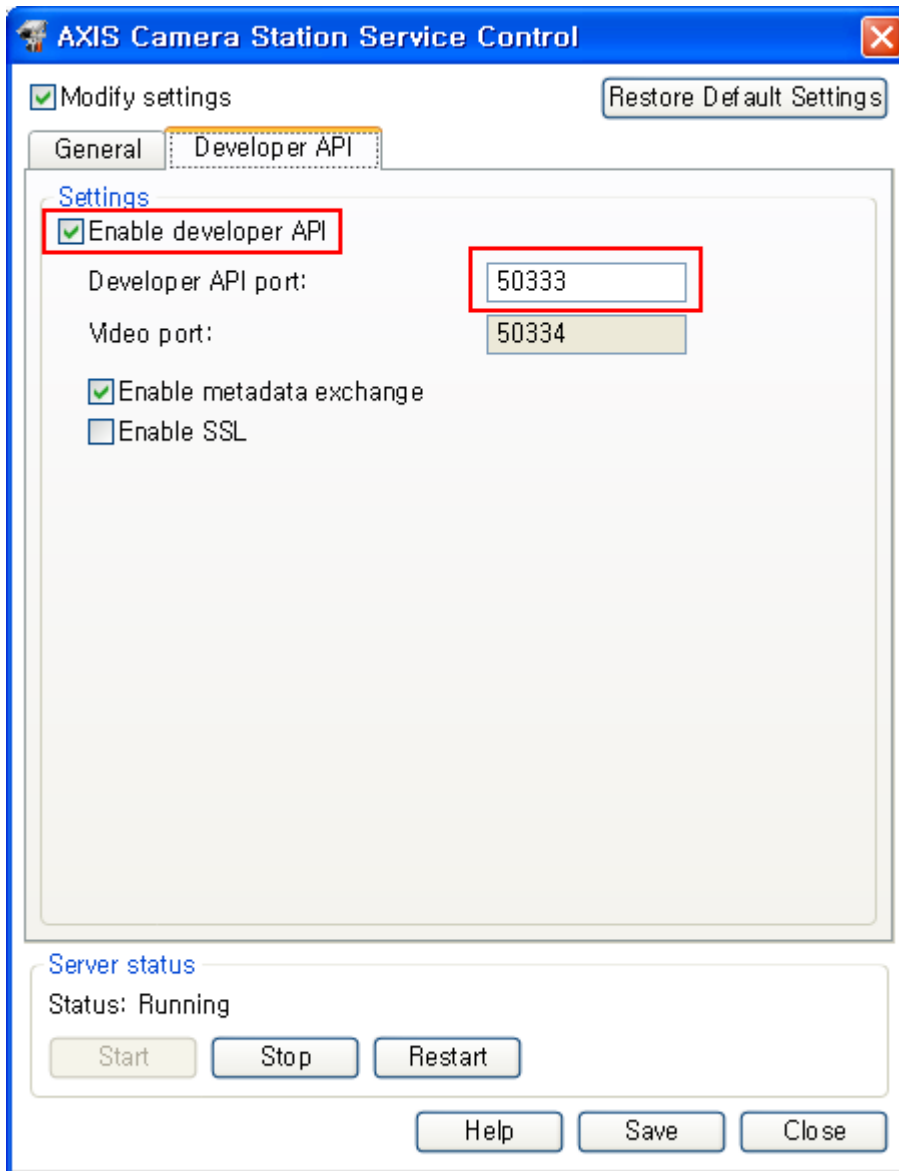 AXIS Camera Station Service Control
Modify settings
Restore Default Settings
General
Developer API
Settings
Enable developer API
Developer API port:
50333
Video port:
50334
Enable metadata exchange
Enable SSL
Server status
Status: Running
Start
Stop
Restart
Help
Save
Close